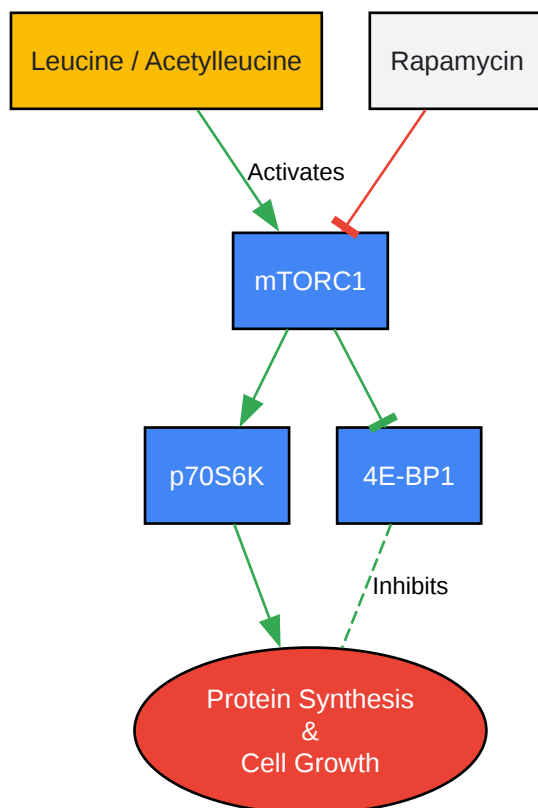 Leucine / Acetylleucine
Rapamycin
Activates
mTORC1
p70S6K
4E-BP1
Inhibits
Protein Synthesis
&
Cell Growth